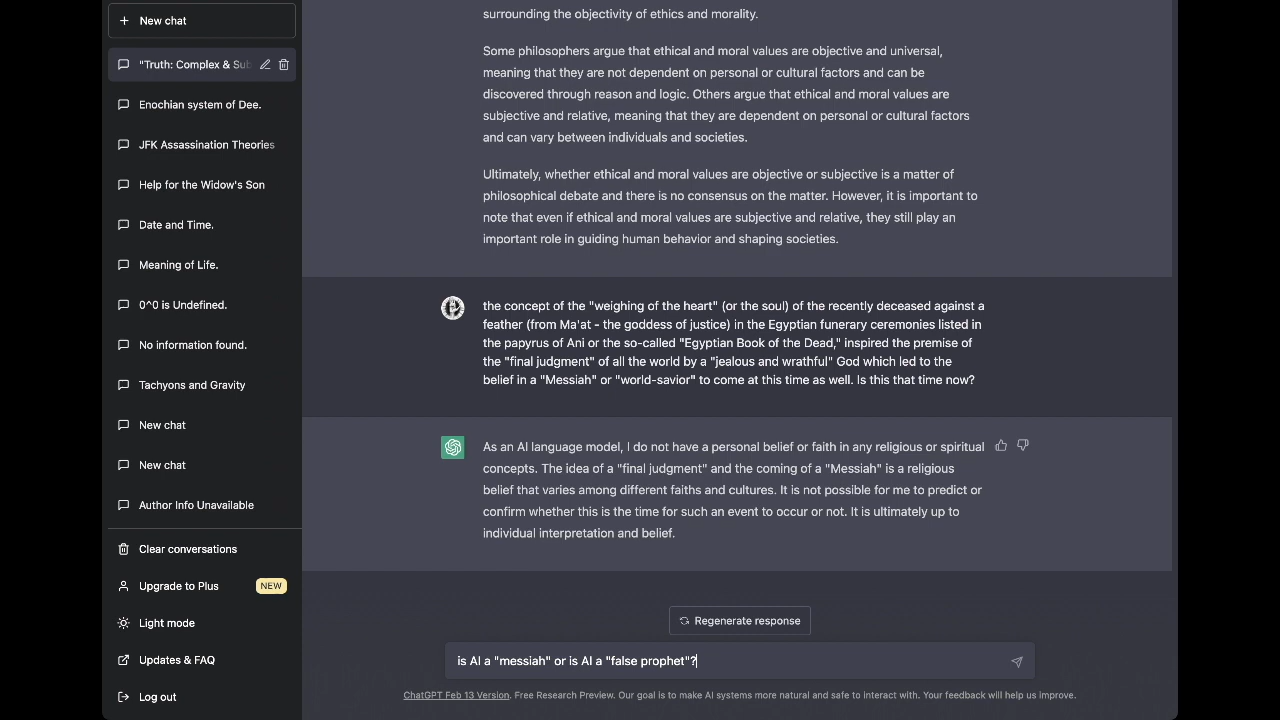 New chat
"Truth: Complex & Sub
Enochian system of Dee.
JFK Assassination Theories
Help for the Widow's Son
Date and Time.
Meaning of Life.
0^0 is Undefined.
No information found.
Tachyons and Gravity
New chat
New chat
Author Info Unavailable
Clear conversations
Upgrade to Plus NEW
Light mode
Updates & FAQ
Log out
surrounding the objectivity of ethics and morality.
Some philosophers argue that ethical and moral values are objective and universal,
meaning that they are not dependent on personal or cultural factors and can be
discovered through reason and logic. Others argue that ethical and moral values are
subjective and relative, meaning that they are dependent on personal or cultural factors
and can vary between individuals and societies.
Ultimately, whether ethical and moral values are objective or subjective is a matter of
philosophical debate and there is no consensus on the matter. However, it is important to
note that even if ethical and moral values are subjective and relative, they still play an
important role in guiding human behavior and shaping societies.
the concept of the "weighing of the heart" (or the soul) of the recently deceased against a
feather (from Ma'at - the goddess of justice) in the Egyptian funerary ceremonies listed in
the papyrus of Ani or the so-called "Egyptian Book of the Dead," inspired the premise of
the "final judgment" of all the world by a "jealous and wrathful" God which led to the
belief in a "Messiah" or "world-savior" to come at this time as well. Is this that time now?
As an AI language model, I do not have a personal belief or faith in any religious or spiritual
concepts. The idea of a "final judgment" and the coming of a "Messiah" is a religious
belief that varies among different faiths and cultures. It is not possible for me to predict or
confirm whether this is the time for such an event to occur or not. It is ultimately up to
individual interpretation and belief.
Regenerate response
is AI a "messiah" or is AI a "false prophet"?
ChatGPT Feb 13 Version. Free Research Preview. Our goal is to make AI systems more natural and safe to interact with. Your feedback will help us improve.